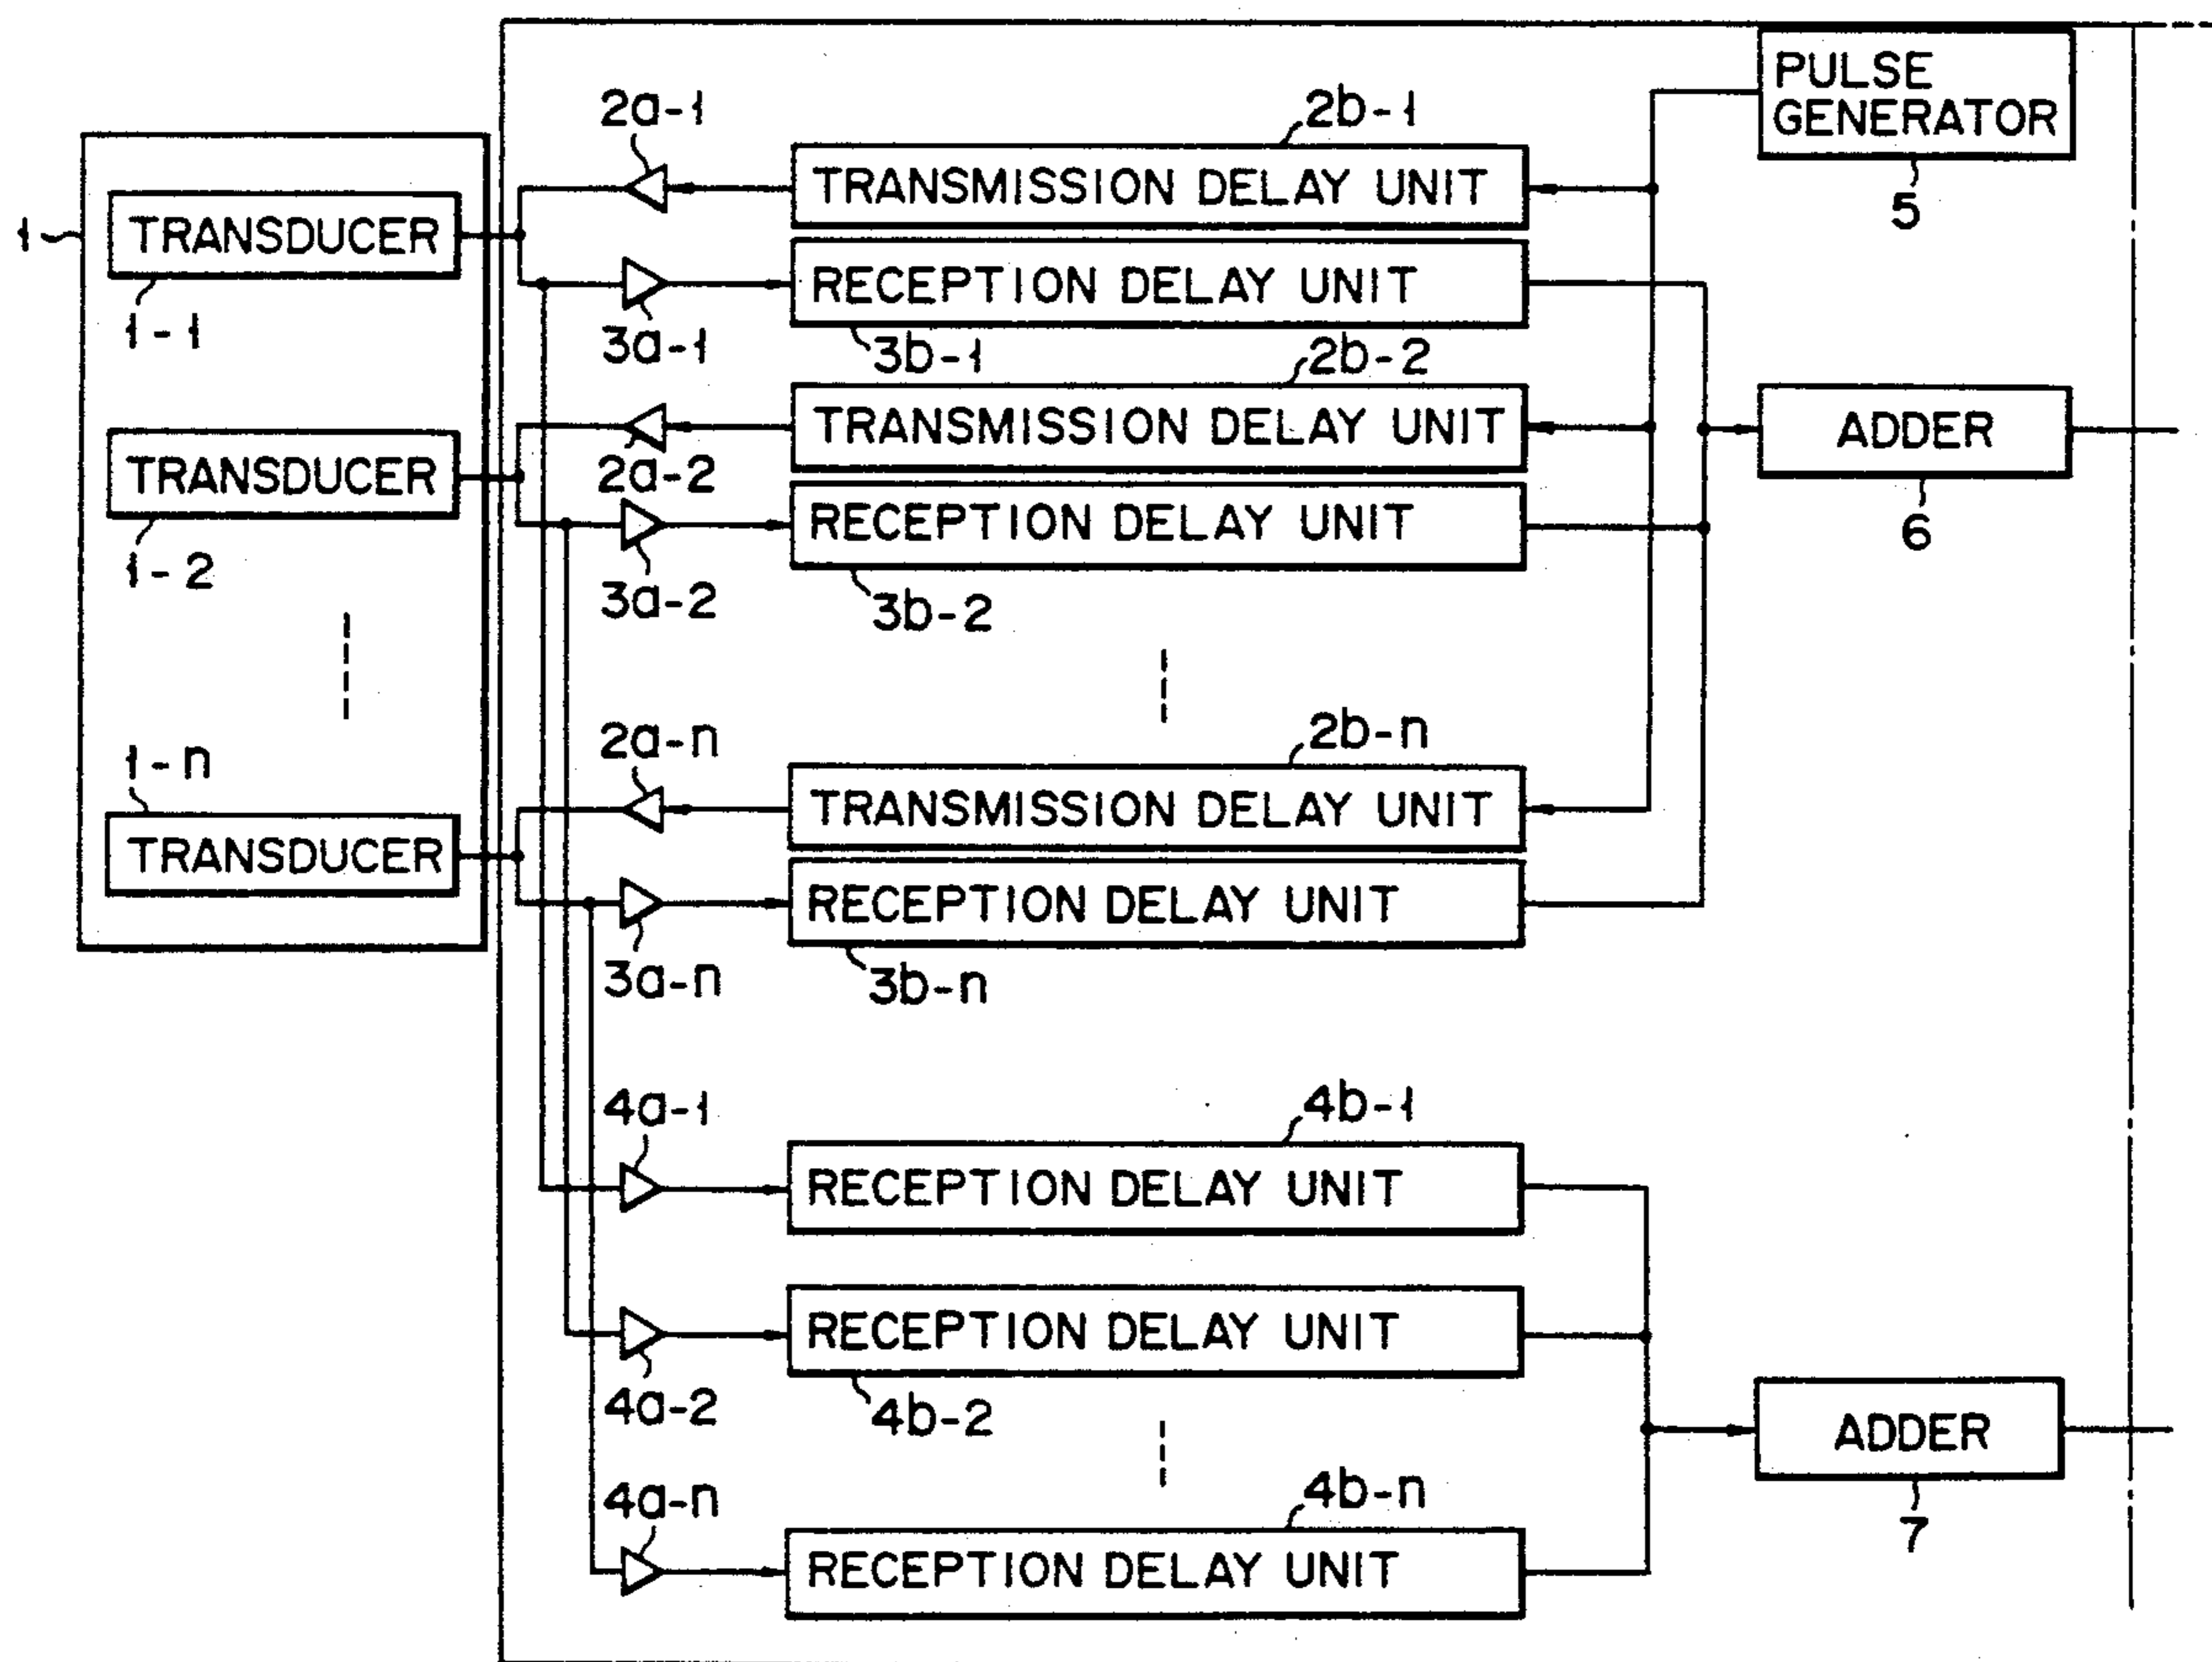 PULSE
GENERATOR
5
2a-1
2b-1
TRANSMISSION DELAY UNIT
1
TRANSDUCER
1-1
RECEPTION DELAY UNIT
3a-1
3b-1
2b-2
TRANSMISSION DELAY UNIT
ADDER
6
TRANSDUCER
1-2
2a-2
RECEPTION DELAY UNIT
3a-2
3b-2
2a-n
2b-n
1-n
TRANSMISSION DELAY UNIT
TRANSDUCER
RECEPTION DELAY UNIT
3a-n
3b-n
4a-1
4b-1
RECEPTION DELAY UNIT
RECEPTION DELAY UNIT
4a-2
4b-2
ADDER
7
4a-n
4b-n
RECEPTION DELAY UNIT